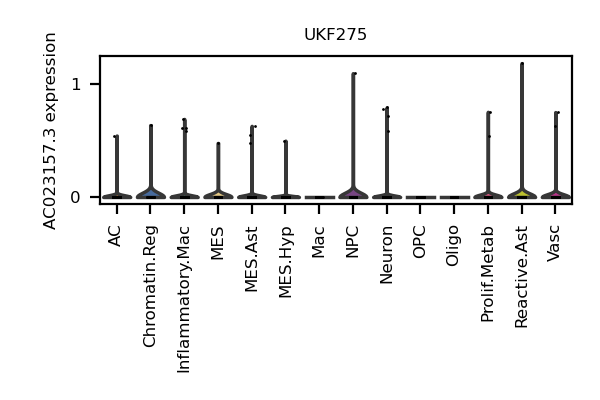 UKF275
AC023157.3 expression
1
0
AC
Chromatin.Reg
Inflammatory.Mac
MES
MES.Ast
MES.Hyp
Mac
NPC
Neuron
OPC
Oligo
Prolif.Metab
Reactive.Ast
Vasc